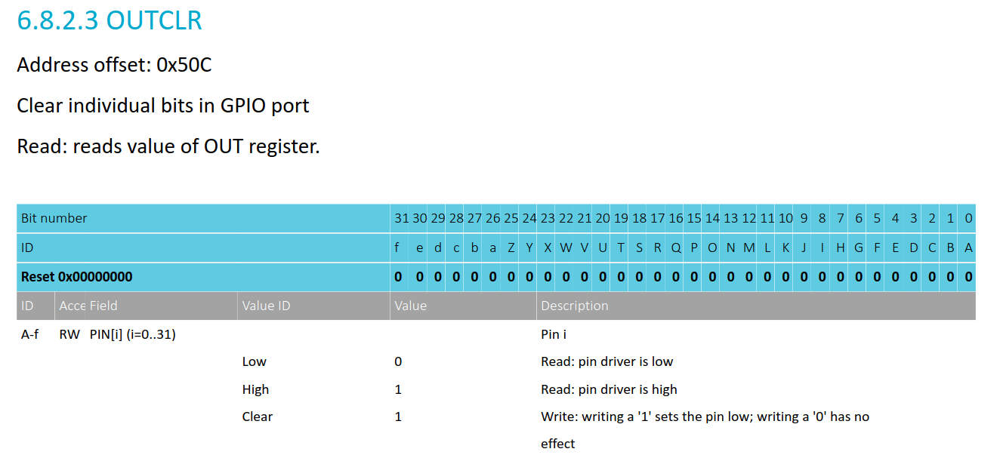 6.8.2.3 OUTCLR
Address offset: 0x50C
Clear individual bits in GPIO port
Read: reads value of OUT register.
Bit number 31 30 29 28 27 26 25 24 23 22 21 20 19 18 17 16 15 14 13 12 11 10 9 8 7 6 5 4 3 2 1 0
ID f e d c b a Z Y X W V U T S R Q P O N M L K J I H G F E D C B A
Reset 0x00000000 0 0 0 0 0 0 0 0 0 0 0 0 0 0 0 0 0 0 0 0 0 0 0 0 0 0 0 0 0 0 0 0
ID Acce Field Value ID Value Description
A-f RW PIN[i] (i=0..31) Pin i
Low 0 Read: pin driver is low
High 1 Read: pin driver is high
Clear 1 Write: writing a '1' sets the pin low; writing a '0' has no
effect